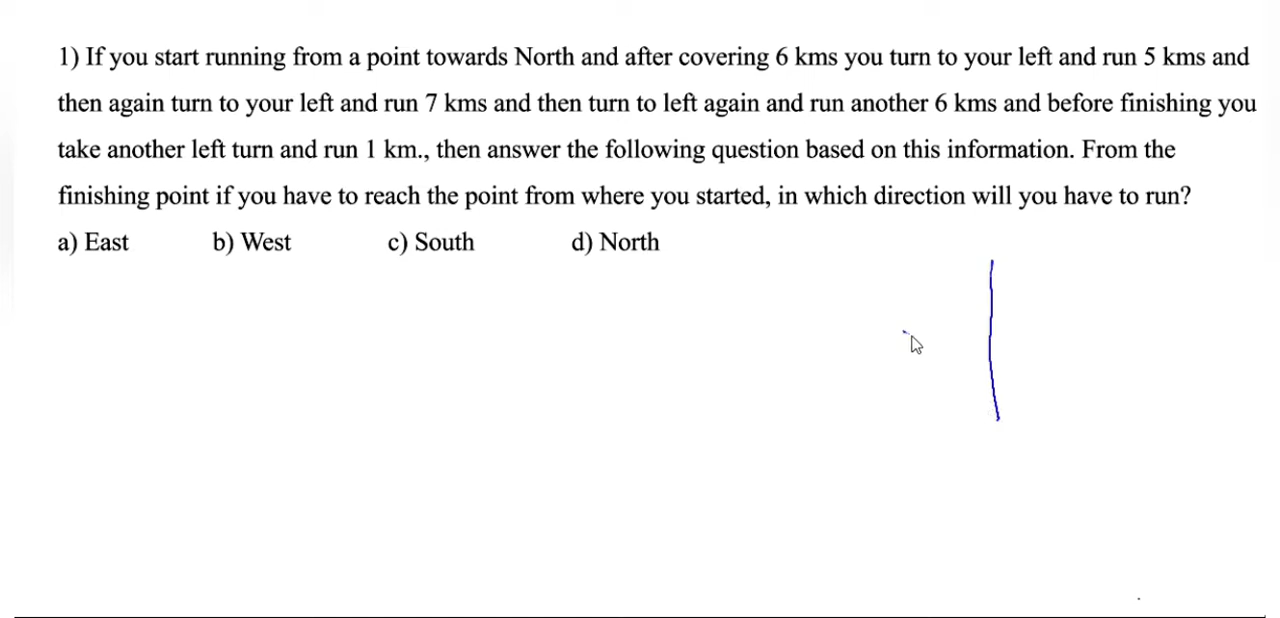 1) If you start running from a point towards North and after covering 6 kms you turn to your left and run 5 kms and
then again turn to your left and run 7 kms and then turn to left again and run another 6 kms and before finishing you
take another left turn and run 1 km., then answer the following question based on this information. From the
finishing point if you have to reach the point from where you started, in which direction will you have to run?
a) East b) West c) South d) North